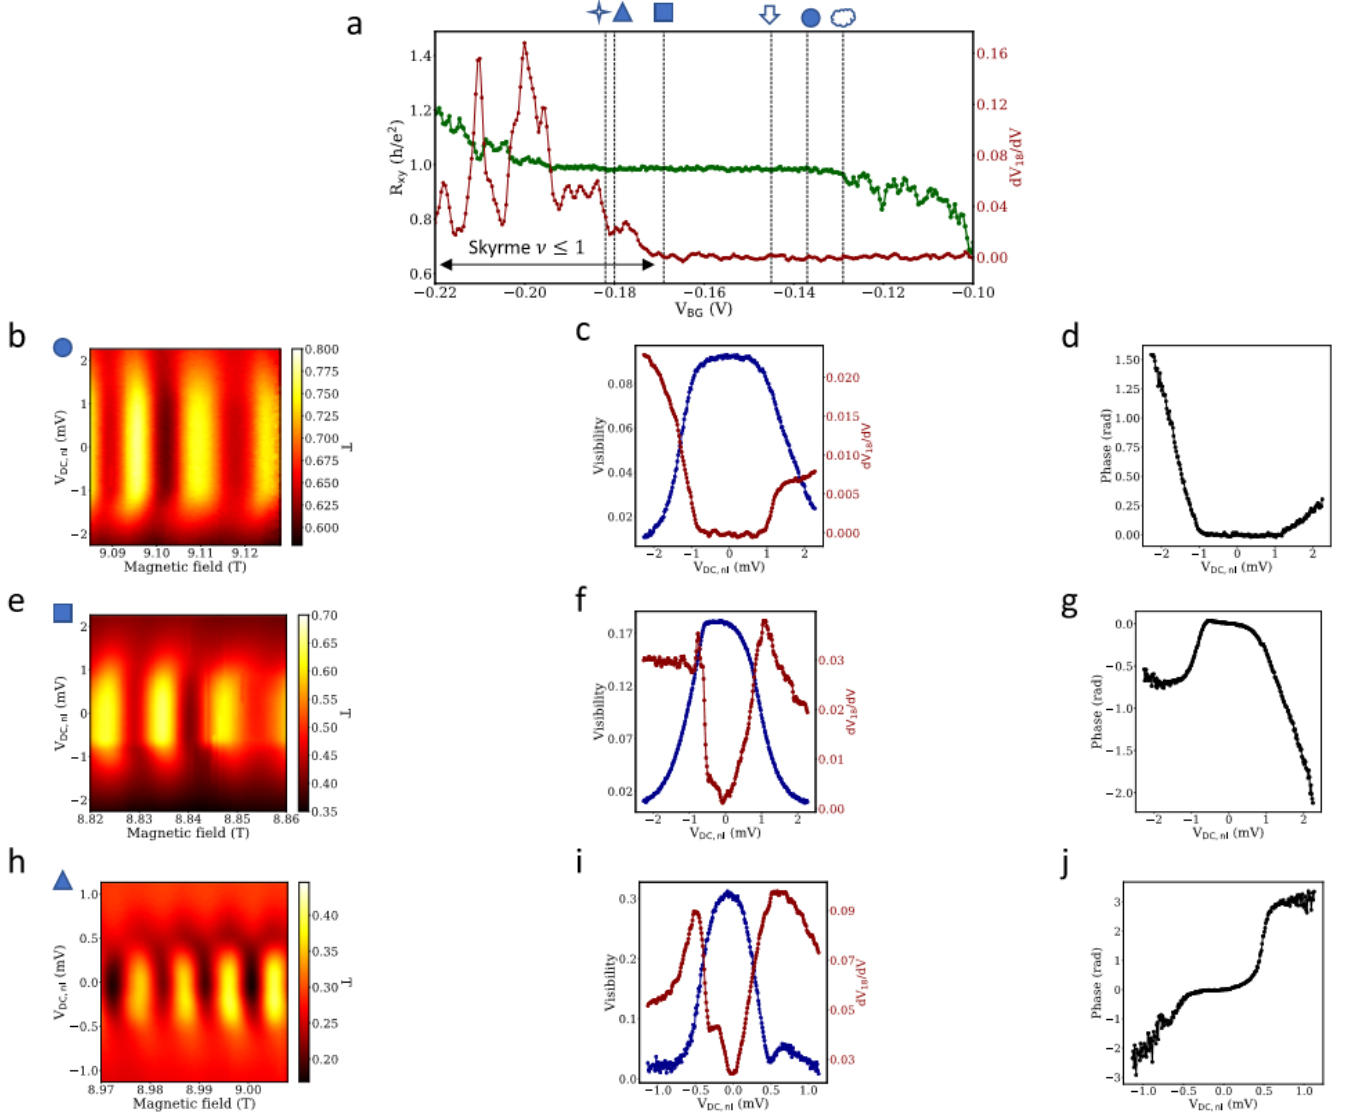 a
R_xy (h/e²)
1.4
1.2
1.0
0.8
0.6
Skyrme ν ≤ 1
0.16
0.12
0.08
0.04
0.00
dV₁₈/dV
−0.22 −0.20 −0.18 −0.16 −0.14 −0.12 −0.10
V_BG (V)
b
V_DC, nl (mV)
2
1
0
−1
−2
9.09 9.10 9.11 9.12
Magnetic field (T)
0.800
0.775
0.750
0.725
0.700
0.675
0.650
0.625
0.600
T
c
Visibility
0.08
0.06
0.04
0.02
0.020
0.015
0.010
0.005
0.000
dV₁₈/dV
−2 −1 0 1 2
V_DC, nl (mV)
d
Phase (rad)
1.50
1.25
1.00
0.75
0.50
0.25
0.00
−2 −1 0 1 2
V_DC, nl (mV)
e
V_DC, nl (mV)
2
1
0
−1
−2
8.82 8.83 8.84 8.85 8.86
Magnetic field (T)
0.70
0.65
0.60
0.55
0.50
0.45
0.40
0.35
T
f
Visibility
0.17
0.12
0.07
0.02
0.03
0.02
0.01
0.00
dV₁₈/dV
−2 −1 0 1 2
V_DC, nl (mV)
g
Phase (rad)
0.0
−0.5
−1.0
−1.5
−2.0
−2 −1 0 1 2
V_DC, nl (mV)
h
V_DC, nl (mV)
1.0
0.5
0.0
−0.5
−1.0
8.97 8.98 8.99 9.00
Magnetic field (T)
0.40
0.35
0.30
0.25
0.20
T
i
Visibility
0.3
0.2
0.1
0.0
0.09
0.07
0.05
0.03
dV₁₈/dV
−1.0 −0.5 0.0 0.5 1.0
V_DC, nl (mV)
j
Phase (rad)
3
2
1
0
−1
−2
−3
−1.0 −0.5 0.0 0.5 1.0
V_DC, nl (mV)